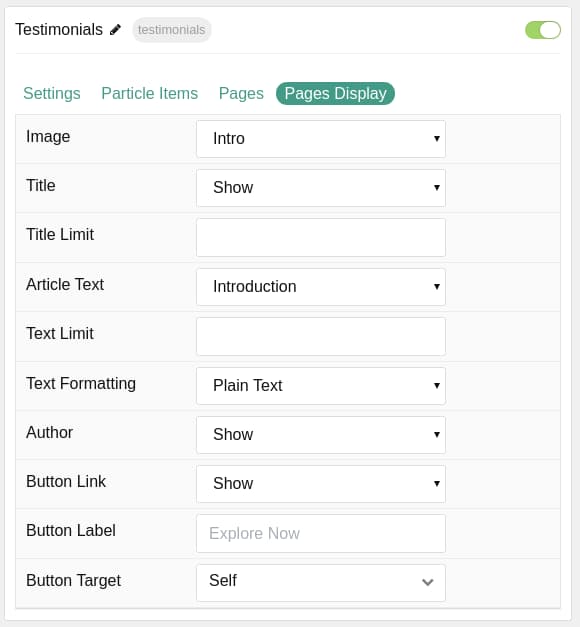 Testimonials testimonials
Settings Particle Items Pages Pages Display
Image Intro
Title Show
Title Limit
Article Text Introduction
Text Limit
Text Formatting Plain Text
Author Show
Button Link Show
Button Label Explore Now
Button Target Self